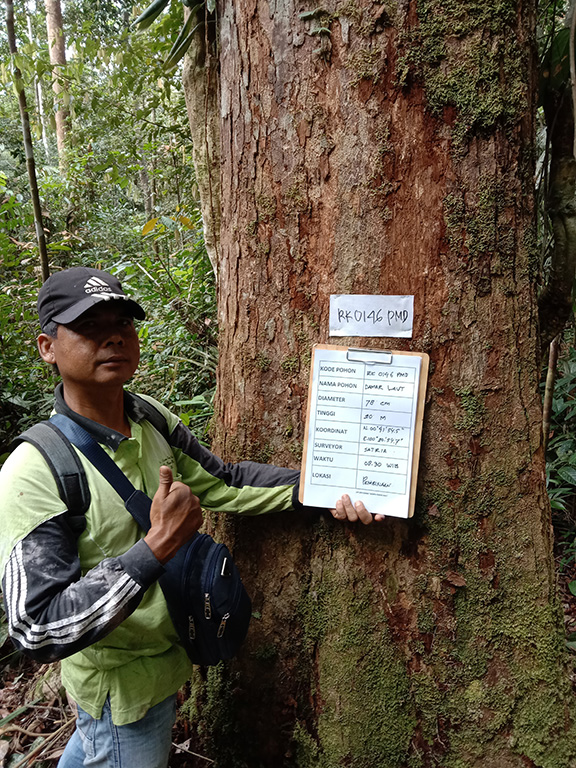 adidas
RK0146 PMD
KODE POHON RK 0146 PMD
NAMA POHON DAMAR LAUT
DIAMETER 78 CM
TINGGI 20 M
KOORDINAT
SURVEYOR SATRIA
WAKTU 08.30 WIB
LOKASI